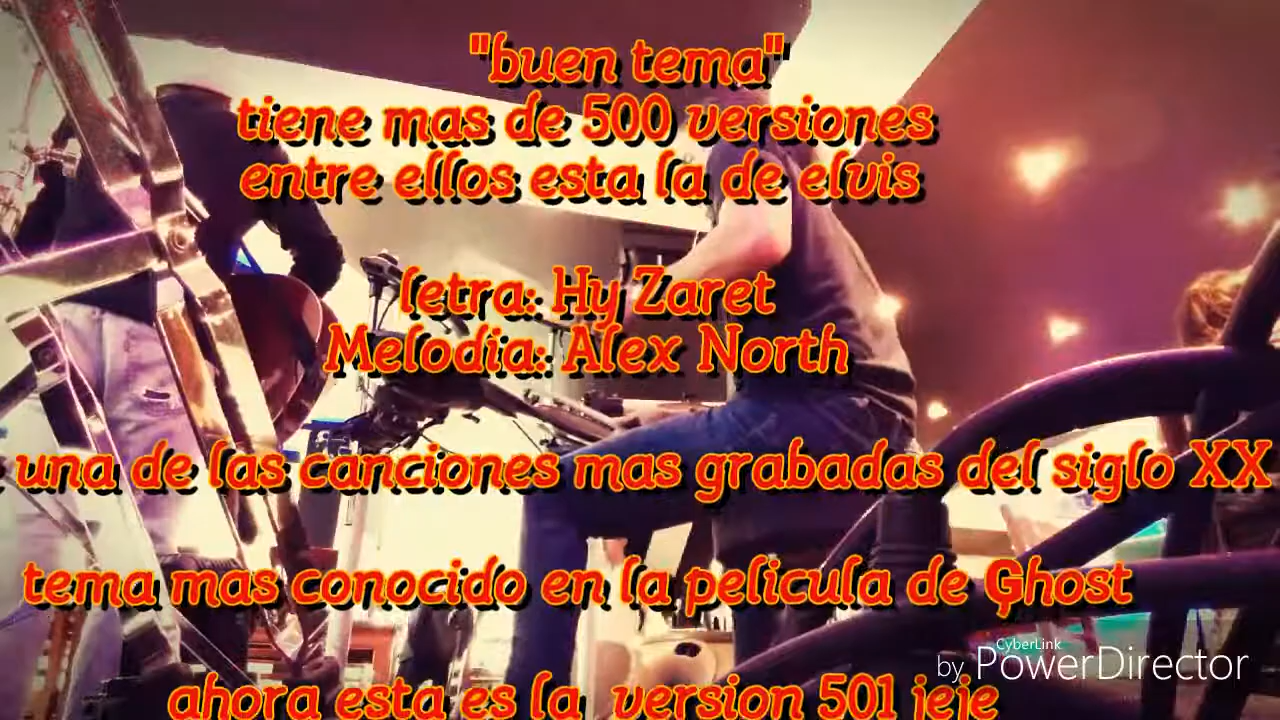 "buen tema"
tiene mas de 500 versiones
entre ellos esta la de elvis
letra: Hy Zaret
Melodia: Alex North
una de las canciones mas grabadas del siglo XX
tema mas conocido en la pelicula de Ghost
CyberLink
by PowerDirector
ahora esta es la version 501 jeje